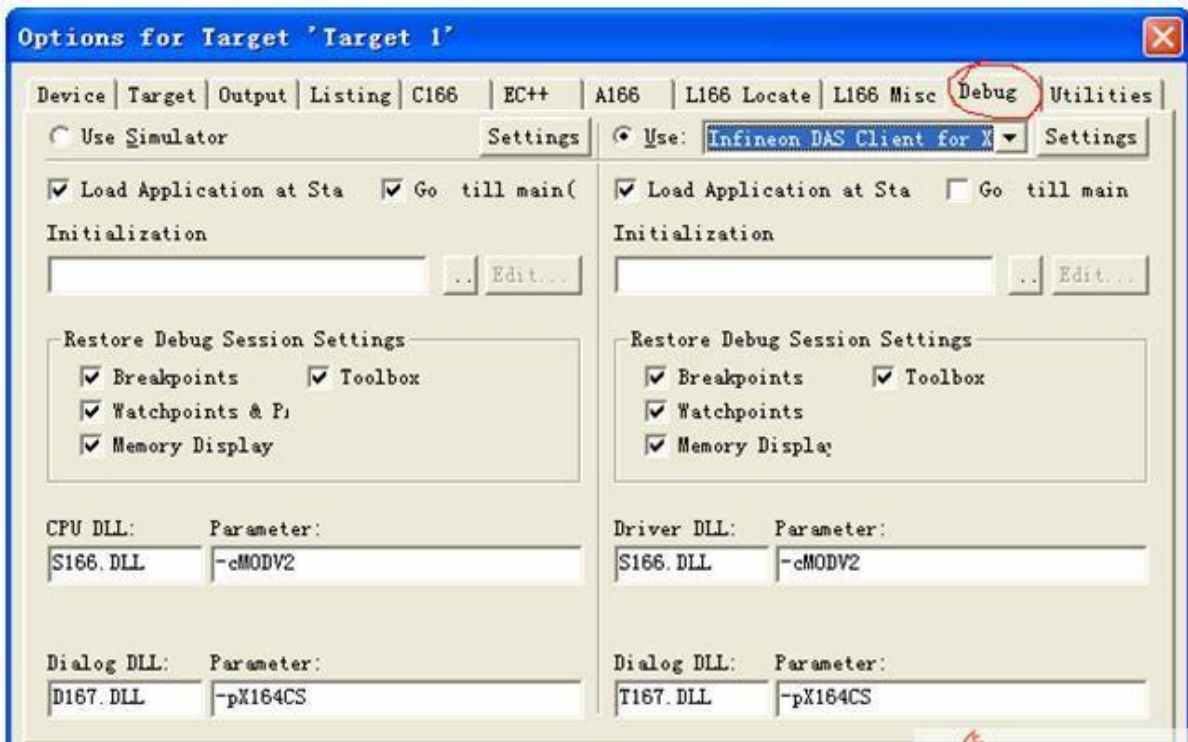 Options for Target 'Target 1'
Device Target Output Listing C166 EC++ A166 L166 Locate L166 Misc Debug Utilities
Use Simulator Settings Use: Infineon DAS Client for X Settings
Load Application at Sta Go till main( Load Application at Sta Go till main
Initialization Initialization
.. Edit... .. Edit...
Restore Debug Session Settings Restore Debug Session Settings
Breakpoints Toolbox Breakpoints Toolbox
Watchpoints & P Watchpoints
Memory Display Memory Display
CPU DLL: Parameter: Driver DLL: Parameter:
S166.DLL -cMODV2 S166.DLL -cMODV2
Dialog DLL: Parameter: Dialog DLL: Parameter:
D167.DLL -pX164CS T167.DLL -pX164CS